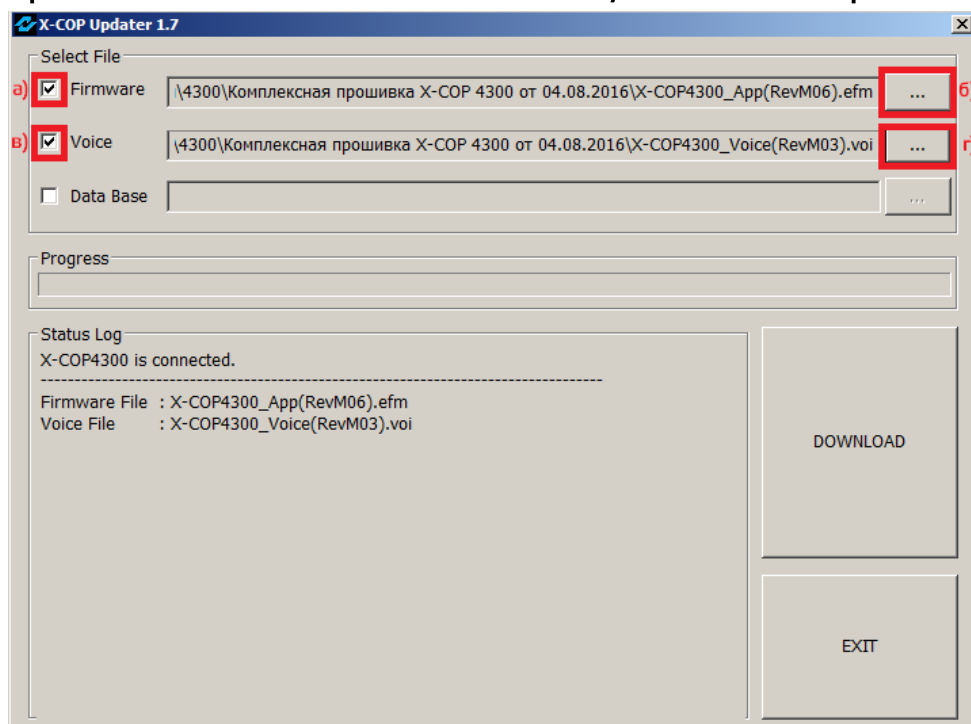 X-COP Updater 1.7
Select File
а) Firmware \4300\Комплексная прошивка X-COP 4300 от 04.08.2016\X-COP4300_App(RevM06).efm ... б)
в) Voice \4300\Комплексная прошивка X-COP 4300 от 04.08.2016\X-COP4300_Voice(RevM03).voi ... г)
Data Base ...
Progress
Status Log
X-COP4300 is connected.
------------------------------------------------------------------------------------
Firmware File : X-COP4300_App(RevM06).efm
Voice File : X-COP4300_Voice(RevM03).voi
DOWNLOAD
EXIT